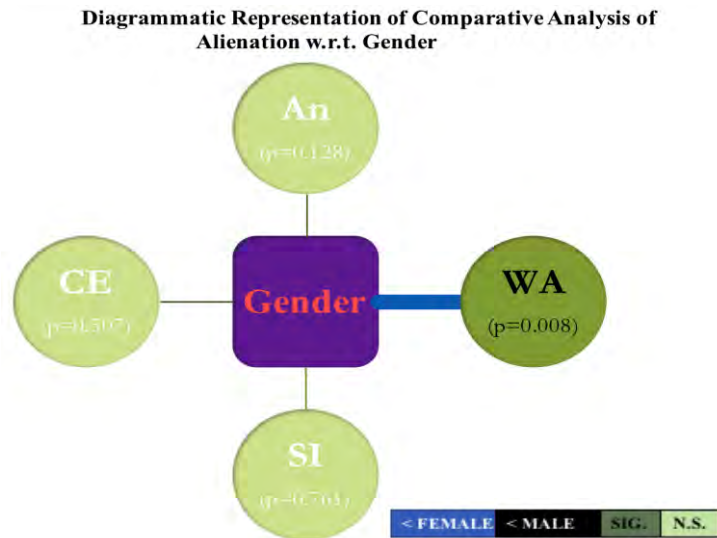 Diagrammatic Representation of Comparative Analysis of
Alienation w.r.t. Gender
An
(p=0.128)
CE
WA
Gender
(p=0.008)
SI
< FEMALE < MALE SIG. N.S.